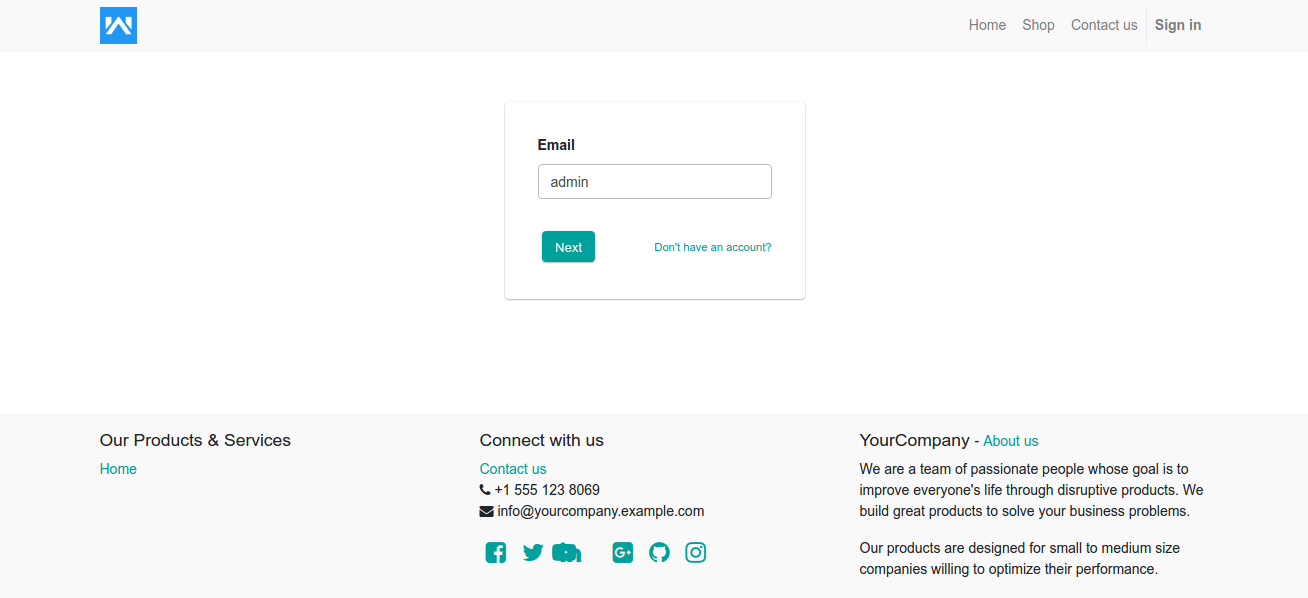 Home Shop Contact us Sign in
Email
admin
Next Don't have an account?
Our Products & Services
Home
Connect with us
Contact us
+1 555 123 8069
info@yourcompany.example.com
YourCompany - About us
We are a team of passionate people whose goal is to
improve everyone's life through disruptive products. We
build great products to solve your business problems.
Our products are designed for small to medium size
companies willing to optimize their performance.